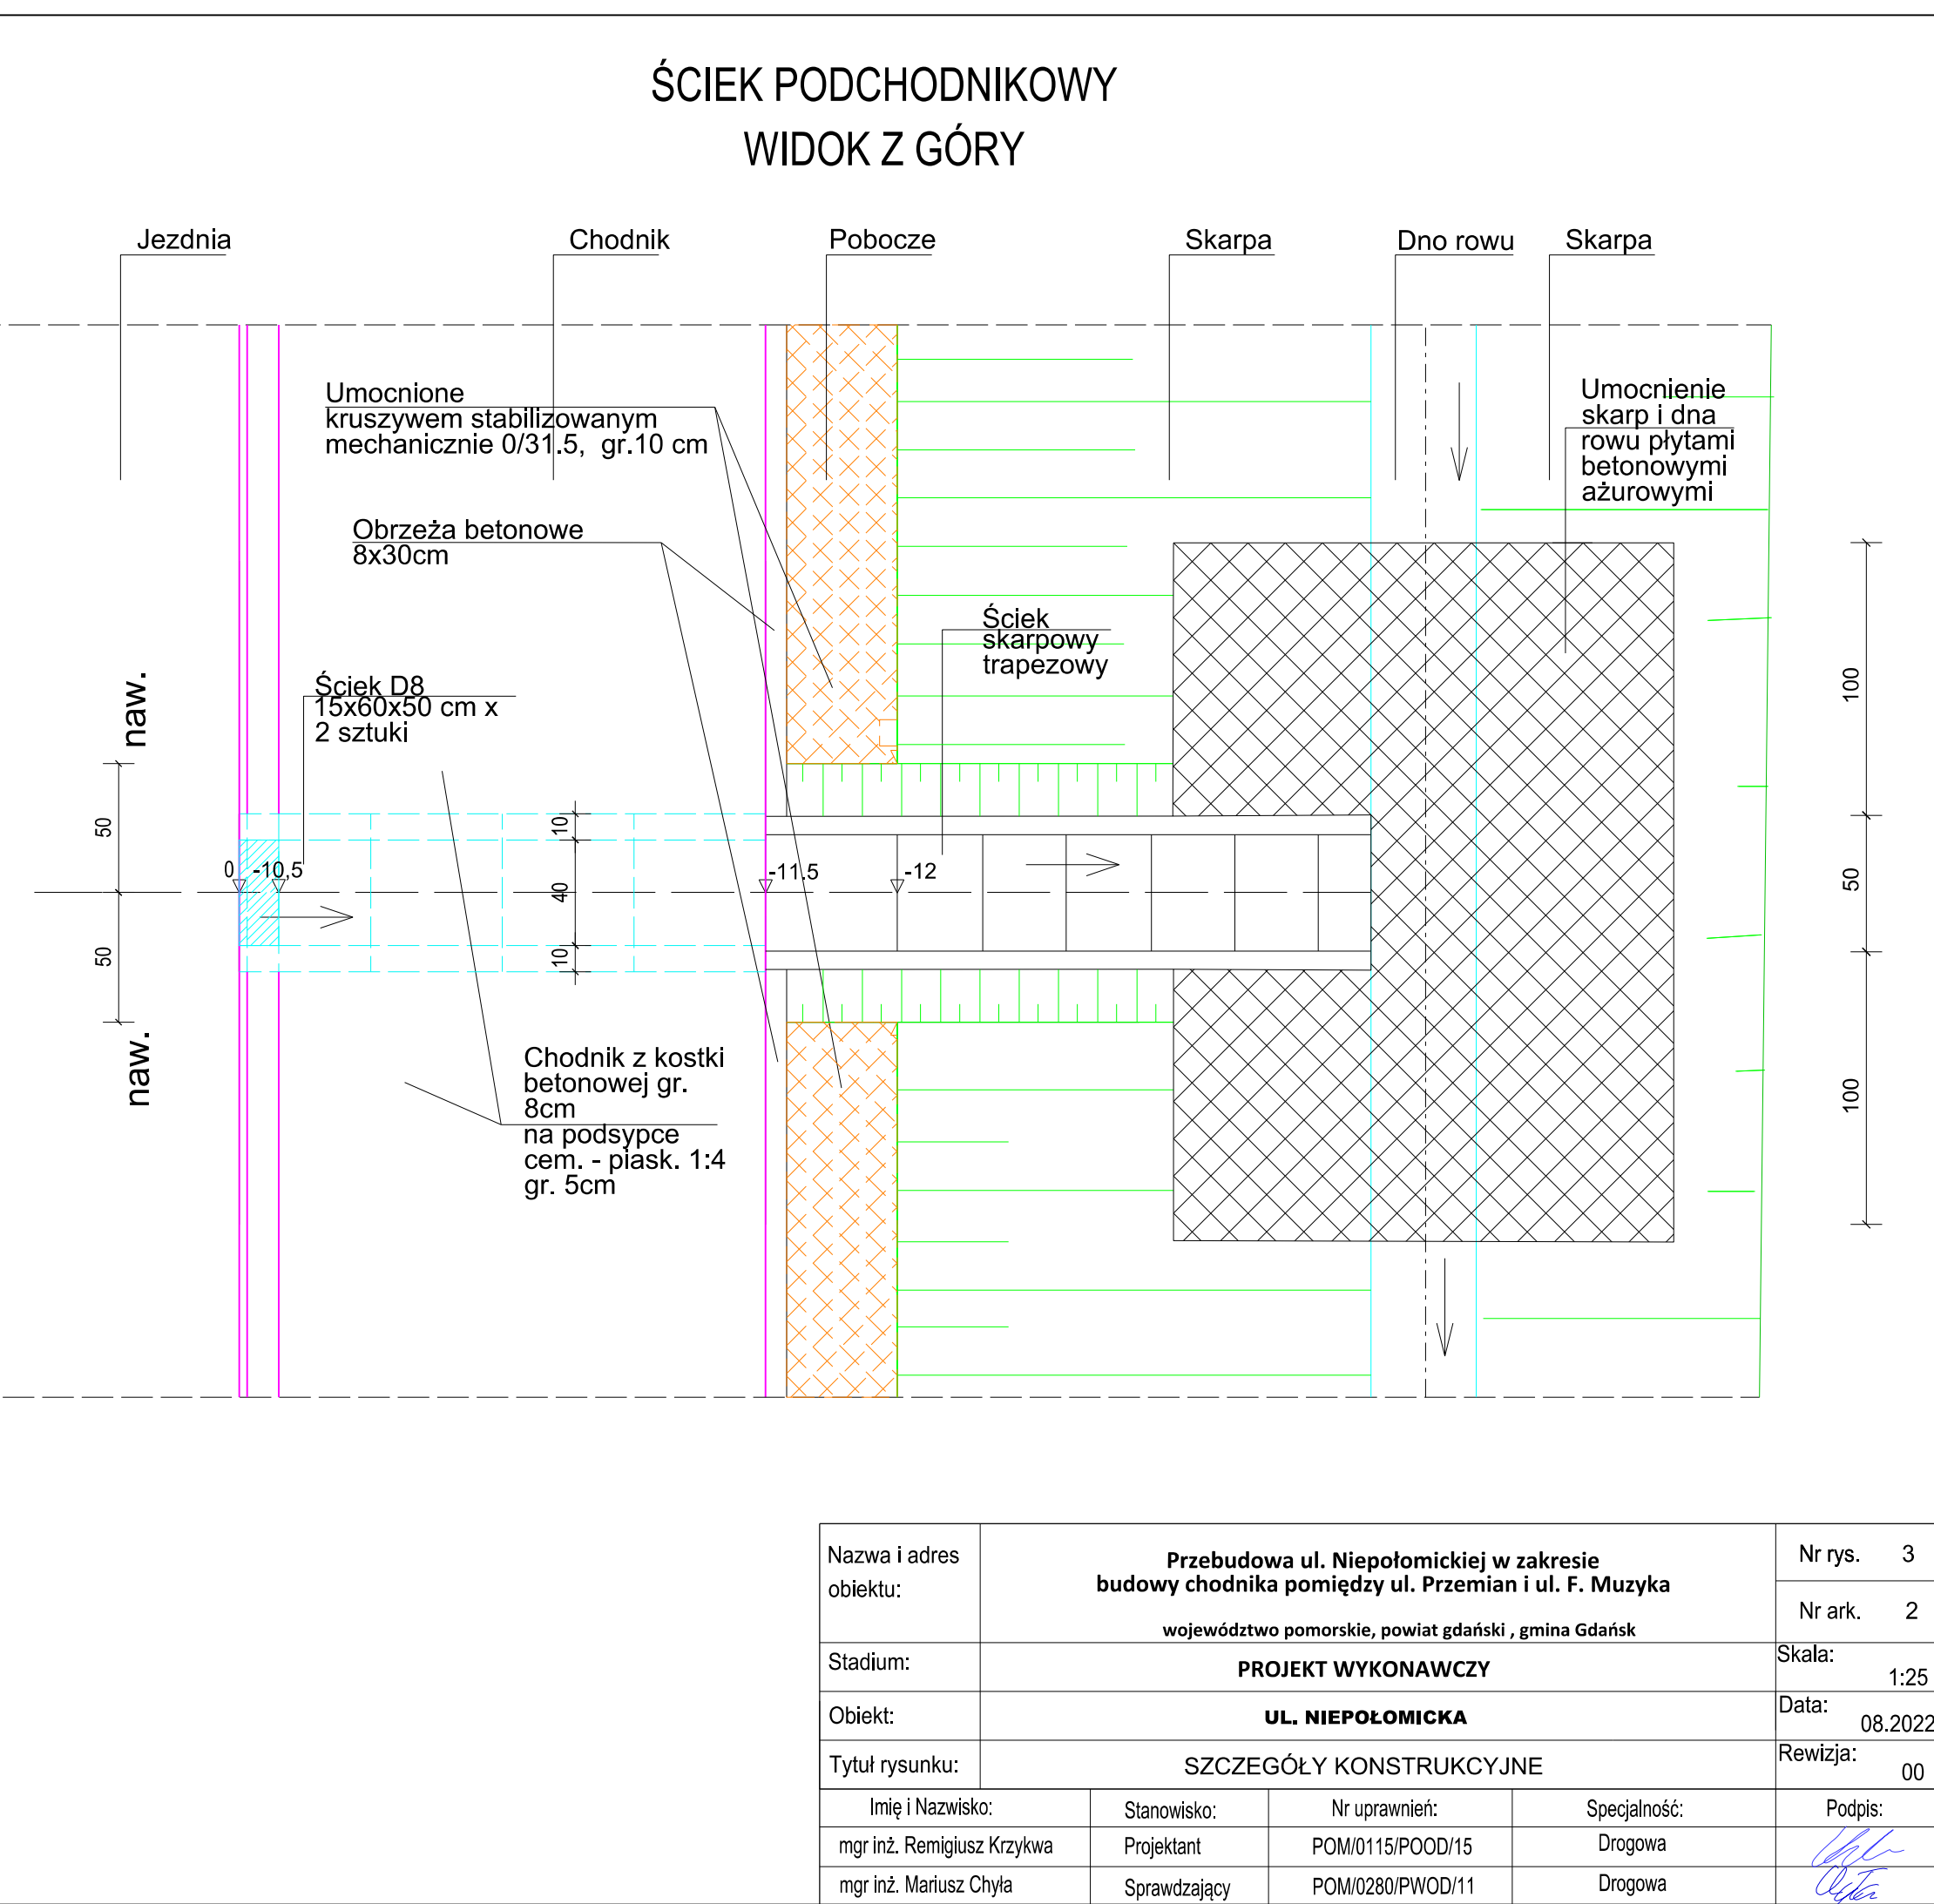 ŚCIEK PODCHODNIKOWY
WIDOK Z GÓRY
Jezdnia
Chodnik
Pobocze
Skarpa
Dno rowu
Skarpa
Umocnione
kruszywem stabilizowanym
mechanicznie 0/31.5, gr.10 cm
Umocnienie
skarp i dna
rowu płytami
betonowymi
ażurowymi
Obrzeża betonowe
8x30cm
Ściek
skarpowy
trapezowy
Ściek D8
15x60x50 cm x
2 sztuki
naw.
naw.
50
50
10
40
10
0
-10,5
-11.5
-12
100
50
100
Chodnik z kostki
betonowej gr.
8cm
na podsypce
cem. - piask. 1:4
gr. 5cm
Nazwa i adres
obiektu:
Przebudowa ul. Niepołomickiej w zakresie
budowy chodnika pomiędzy ul. Przemian i ul. F. Muzyka
województwo pomorskie, powiat gdański , gmina Gdańsk
Nr rys. 3
Nr ark. 2
Stadium:
PROJEKT WYKONAWCZY
Skala:
1:25
Obiekt:
UL. NIEPOŁOMICKA
Data:
08.2022
Tytuł rysunku:
SZCZEGÓŁY KONSTRUKCYJNE
Rewizja:
00
Imię i Nazwisko: Stanowisko: Nr uprawnień: Specjalność: Podpis:
mgr inż. Remigiusz Krzykwa Projektant POM/0115/POOD/15 Drogowa
mgr inż. Mariusz Chyła Sprawdzający POM/0280/PWOD/11 Drogowa